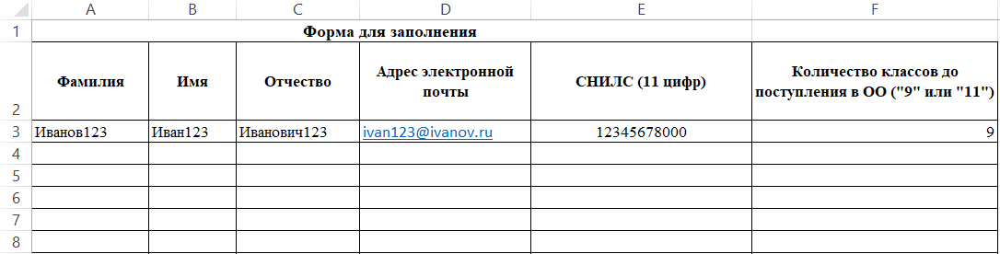 A B C D E F
1 Форма для заполнения
2 Фамилия Имя Отчество Адрес электронной почты СНИЛС (11 цифр) Количество классов до поступления в ОО ("9" или "11")
3 Иванов123 Иван123 Иванович123 ivan123@ivanov.ru 12345678000 9
4
5
6
7
8